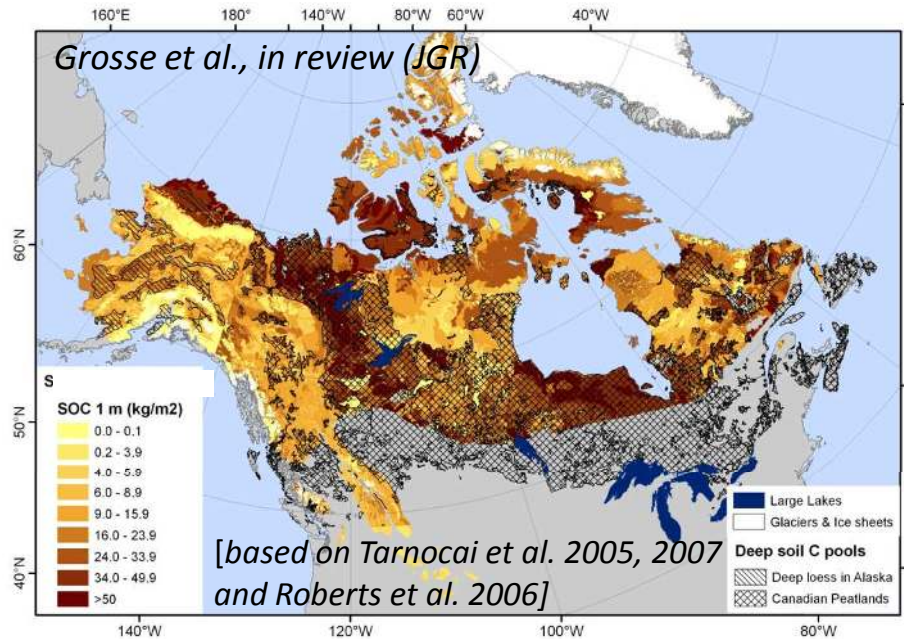 160°E 180° 160°W 80°W 60°W 40°W
Grosse et al., in review (JGR)
60°N
50°N
40°N
S
SOC 1 m (kg/m2)
0.0 - 0.1
0.2 - 3.9
4.0 - 5.9
6.0 - 8.9
9.0 - 15.9
16.0 - 23.9
24.0 - 33.9
34.0 - 49.9
>50
[based on Tarnocai et al. 2005, 2007
and Roberts et al. 2006]
Large Lakes
Glaciers & Ice sheets
Deep soil C pools
Deep loess in Alaska
Canadian Peatlands
140°W 120°W 100°W 80°W